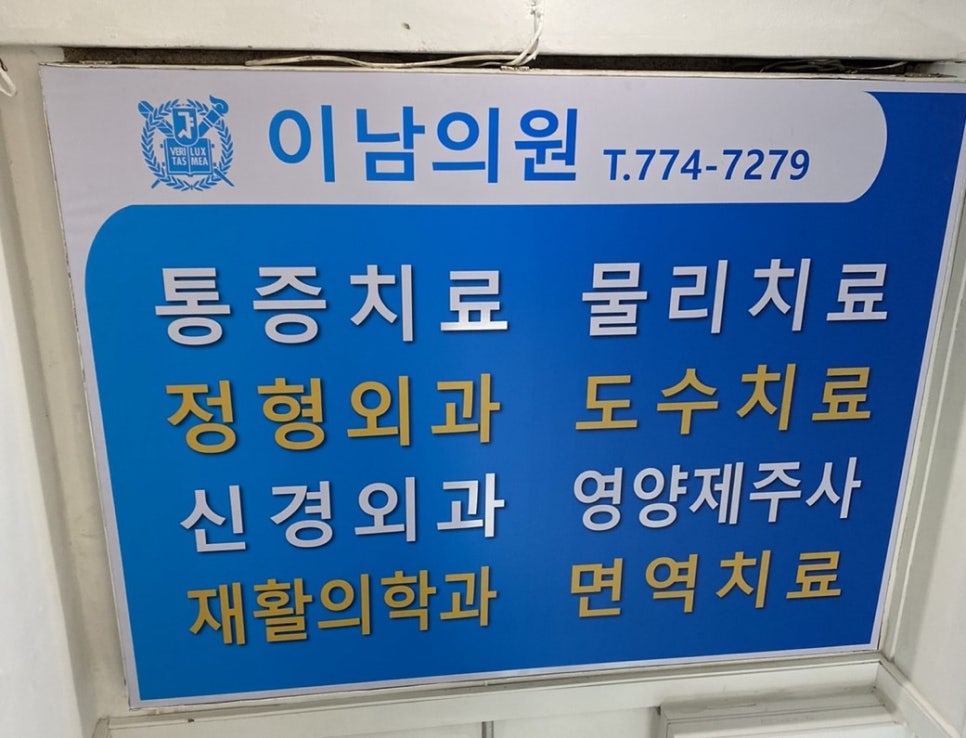 VERI LUX
TAS MEA
이남의원 T.774-7279
통증치료 물리치료
정형외과 도수치료
신경외과 영양제주사
재활의학과 면역치료